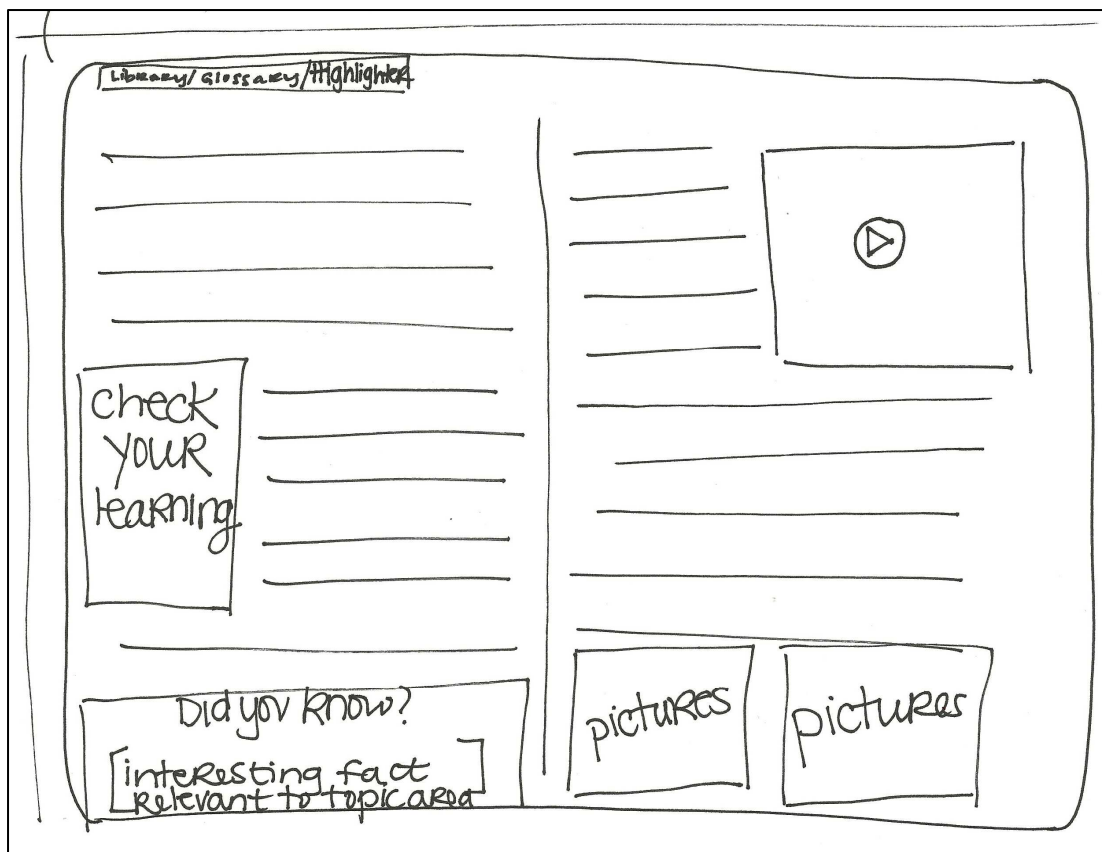 Library/Glossary/Highlighter
check
your
learning
Did you know?
interesting fact
relevant to topic area
pictures
pictures